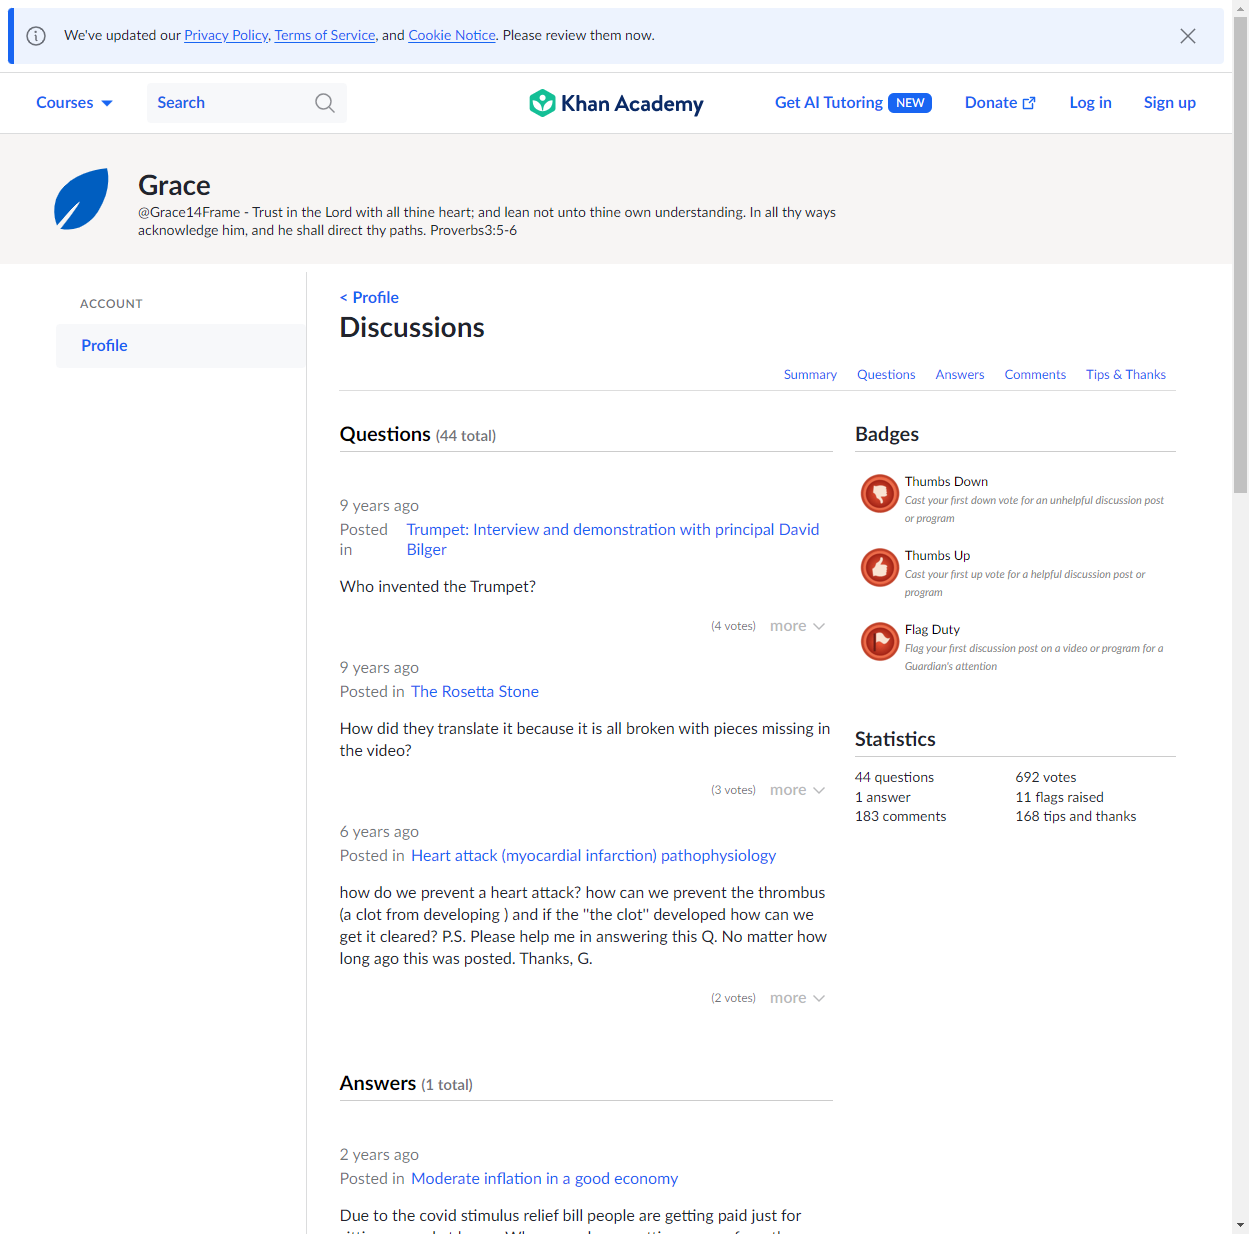 We've updated our Privacy Policy, Terms of Service, and Cookie Notice. Please review them now.
Courses
Search
Khan Academy
Get AI Tutoring NEW
Donate
Log in
Sign up
Grace
@Grace14Frame - Trust in the Lord with all thine heart; and lean not unto thine own understanding. In all thy ways
acknowledge him, and he shall direct thy paths. Proverbs3:5-6
ACCOUNT
Profile
< Profile
Discussions
Summary
Questions
Answers
Comments
Tips & Thanks
Questions (44 total)
9 years ago
Posted in
Trumpet: Interview and demonstration with principal David
Bilger
Who invented the Trumpet?
(4 votes)
more
9 years ago
Posted in The Rosetta Stone
How did they translate it because it is all broken with pieces missing in
the video?
(3 votes)
more
6 years ago
Posted in Heart attack (myocardial infarction) pathophysiology
how do we prevent a heart attack? how can we prevent the thrombus
(a clot from developing ) and if the "the clot" developed how can we
get it cleared? P.S. Please help me in answering this Q. No matter how
long ago this was posted. Thanks, G.
(2 votes)
more
Answers (1 total)
2 years ago
Posted in Moderate inflation in a good economy
Due to the covid stimulus relief bill people are getting paid just for
Badges
Thumbs Down
Cast your first down vote for an unhelpful discussion post
or program
Thumbs Up
Cast your first up vote for a helpful discussion post or
program
Flag Duty
Flag your first discussion post on a video or program for a
Guardian's attention
Statistics
44 questions
692 votes
1 answer
11 flags raised
183 comments
168 tips and thanks